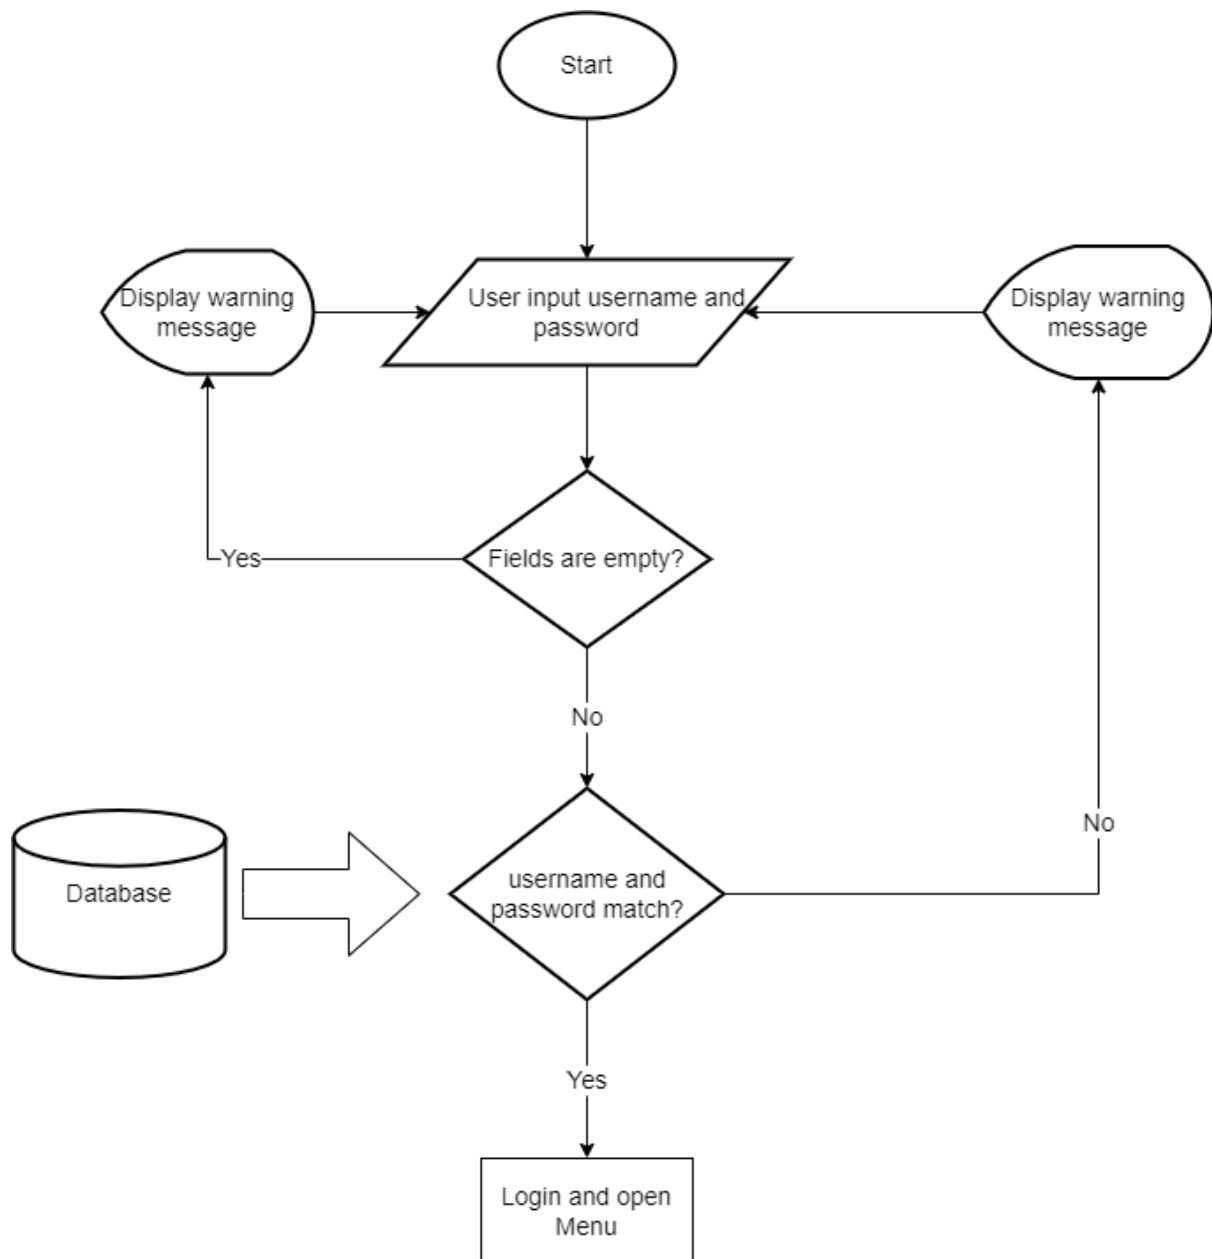 Start
Display warning
message
User input username and
password
Display warning
message
Fields are empty?
Yes
No
Database
username and
password match?
No
Yes
Login and open
Menu